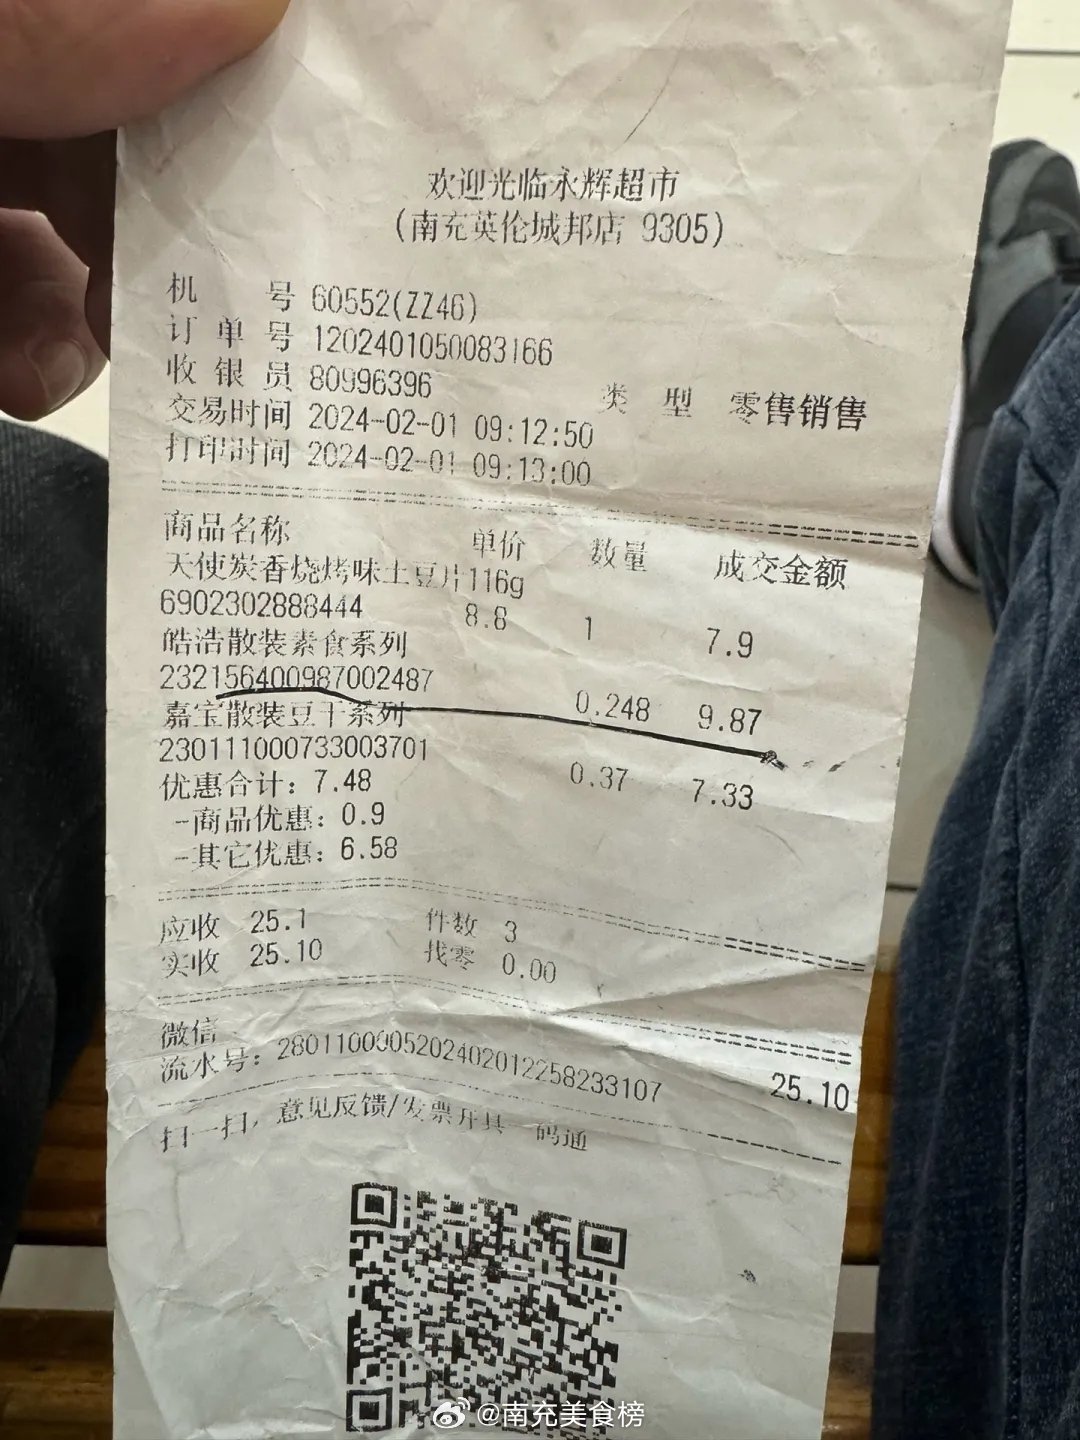 欢迎光临永辉超市
(南充英伦城邦店 9305)
机 号 60552(ZZ46)
订单号 1202401050083166
收银员 80996396 类 型 零售销售
交易时间 2024-02-01 09:12:50
打印时间 2024-02-01 09:13:00
商品名称 单价 数量 成交金额
天使炭香烧烤味土豆片116g
6902302888444 8.8 1 7.9
皓浩散装素食系列
232156400987002487 0.248 9.87
嘉宝散装豆干系列
230111000733003701 0.37 7.33
优惠合计: 7.48
-商品优惠: 0.9
-其它优惠: 6.58
应收 25.1 件数 3
实收 25.10 找零 0.00
微信 25.10
流水号: 2801100005202402012258233107
扫一扫, 意见反馈/发票开具一码通
@南充美食榜